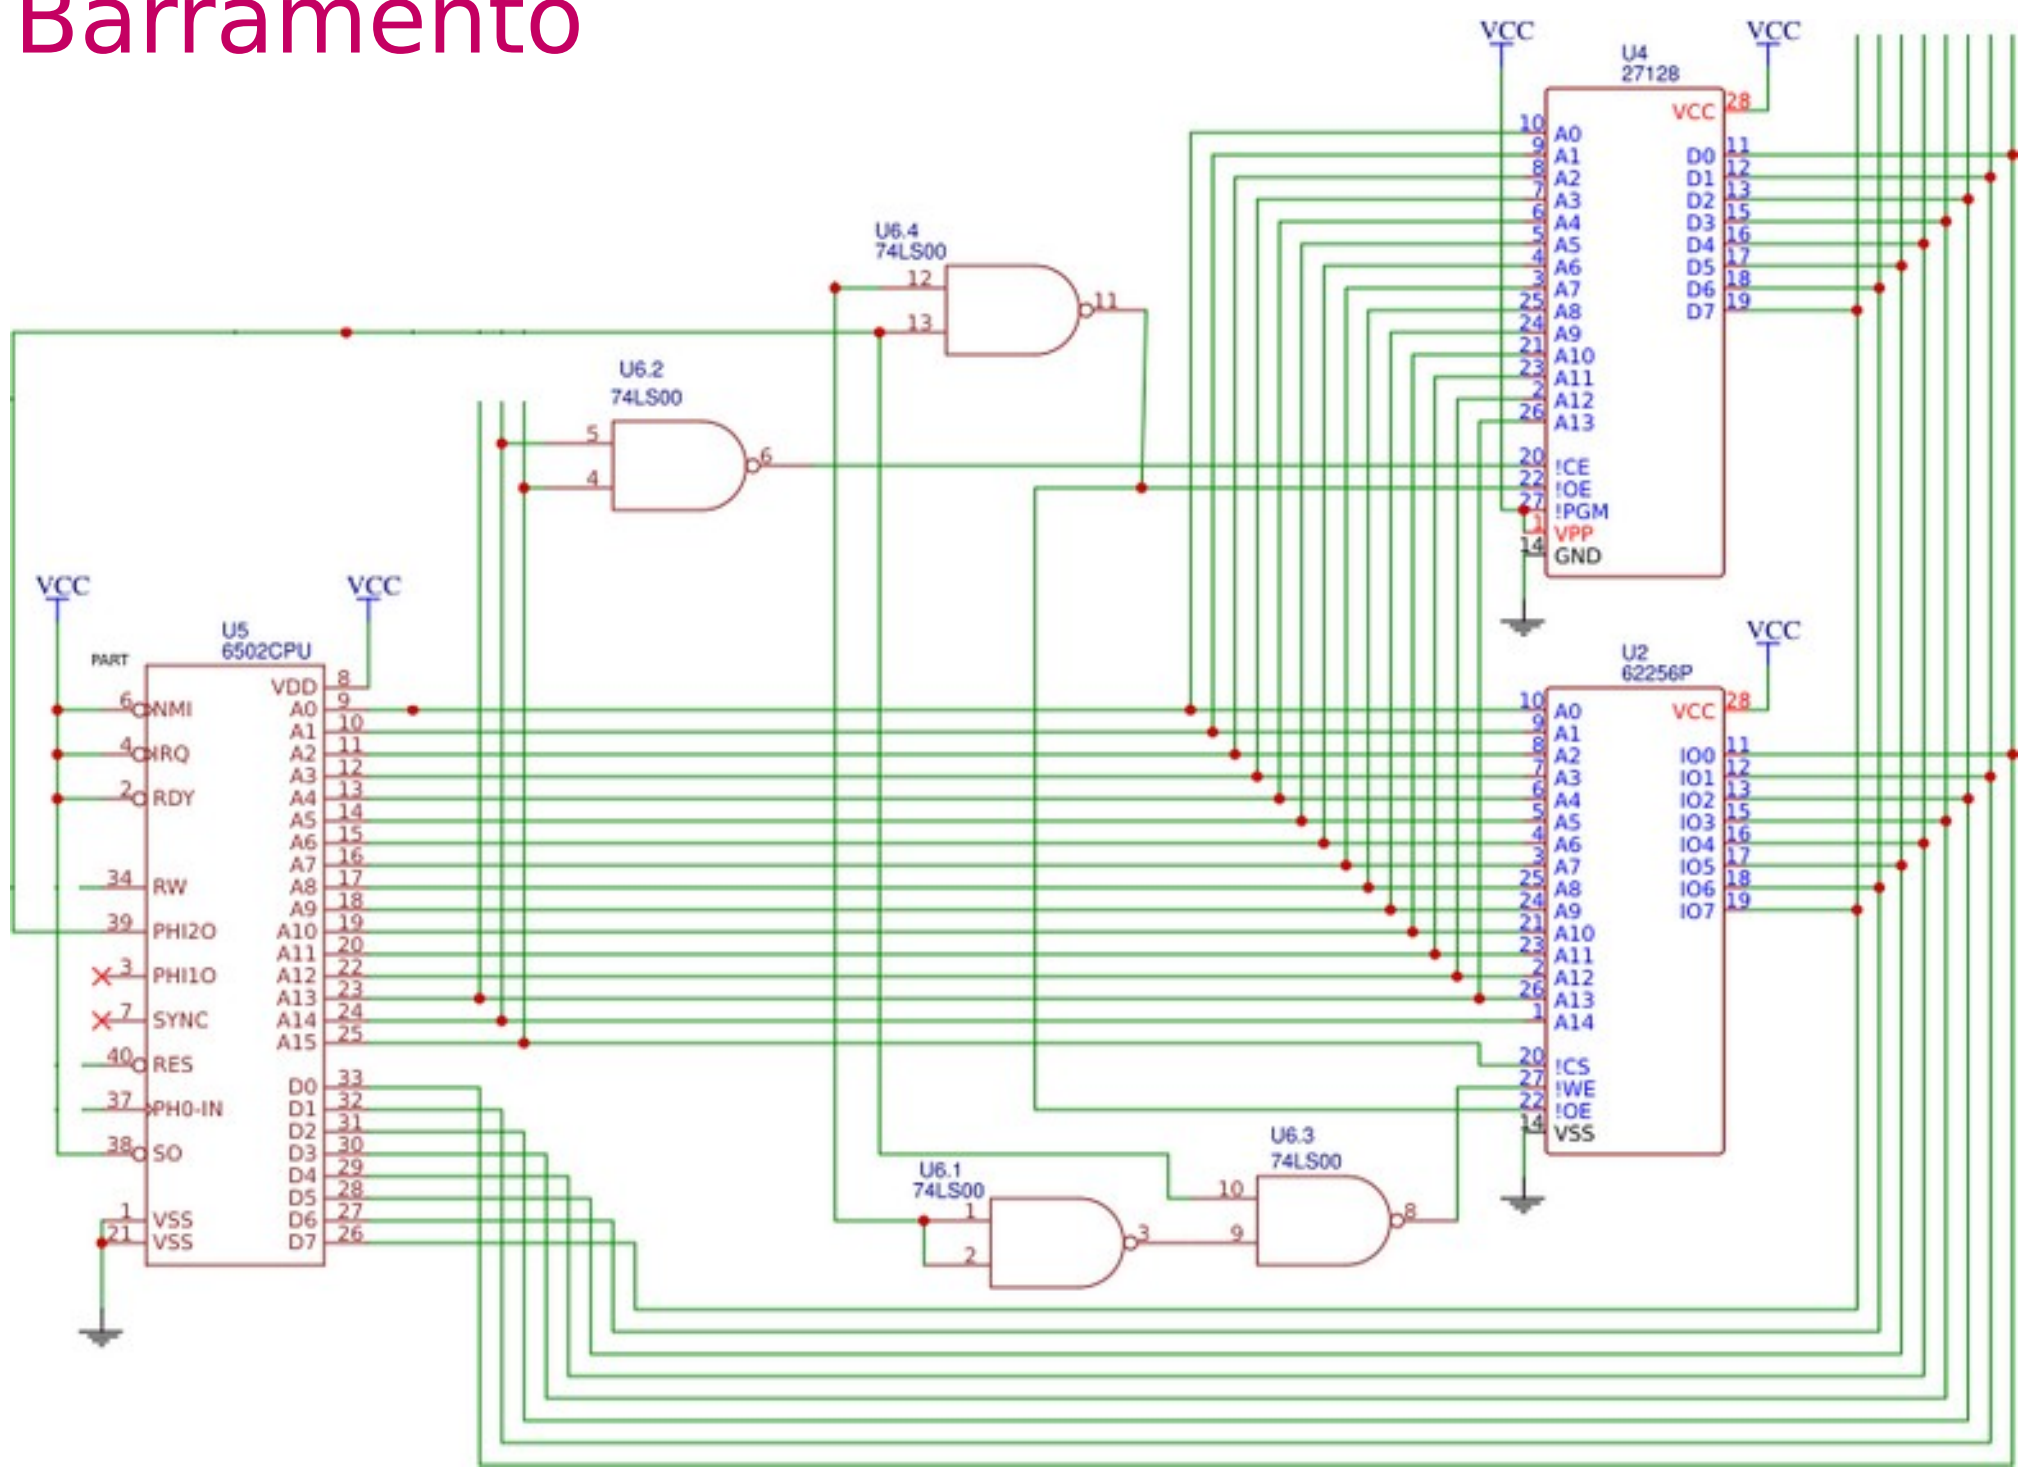 Barramento
VCC
VCC
U4
27128
VCC 28
10 A0
9 A1
8 A2
7 A3
6 A4
5 A5
4 A6
3 A7
25 A8
24 A9
21 A10
23 A11
2 A12
26 A13
20 !CE
22 !OE
27 !PGM
1 VPP
14 GND
D0 11
D1 12
D2 13
D3 15
D4 16
D5 17
D6 18
D7 19
U6.4
74LS00
12
13
11
U6.2
74LS00
5
4
6
VCC
VCC
U5
6502CPU
PART
6 NMI
4 IRQ
2 RDY
34 RW
39 PHI2O
3 PHI1O
7 SYNC
40 RES
37 PH0-IN
38 SO
1 VSS
21 VSS
VDD 8
A0 9
A1 10
A2 11
A3 12
A4 13
A5 14
A6 15
A7 16
A8 17
A9 18
A10 19
A11 20
A12 22
A13 23
A14 24
A15 25
D0 33
D1 32
D2 31
D3 30
D4 29
D5 28
D6 27
D7 26
VCC
U2
62256P
VCC 28
10 A0
9 A1
8 A2
7 A3
6 A4
5 A5
4 A6
3 A7
25 A8
24 A9
21 A10
23 A11
2 A12
26 A13
1 A14
20 !CS
27 !WE
22 !OE
14 VSS
IO0 11
IO1 12
IO2 13
IO3 15
IO4 16
IO5 17
IO6 18
IO7 19
U6.1
74LS00
1
2
3
U6.3
74LS00
10
9
8